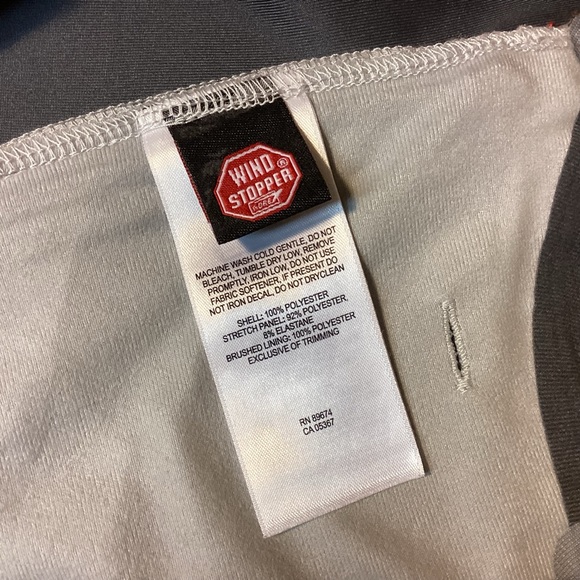 WIND®
STOPPER
GORE
MACHINE WASH COLD GENTLE, DO NOT
BLEACH, TUMBLE DRY LOW, REMOVE
PROMPTLY, IRON LOW, DO NOT USE
FABRIC SOFTENER, IF PRESENT DO
NOT IRON DECAL, DO NOT DRYCLEAN
SHELL: 100% POLYESTER
STRETCH PANEL: 92% POLYESTER,
8% ELASTANE
BRUSHED LINING: 100% POLYESTER
EXCLUSIVE OF TRIMMING
RN 89674
CA 05367